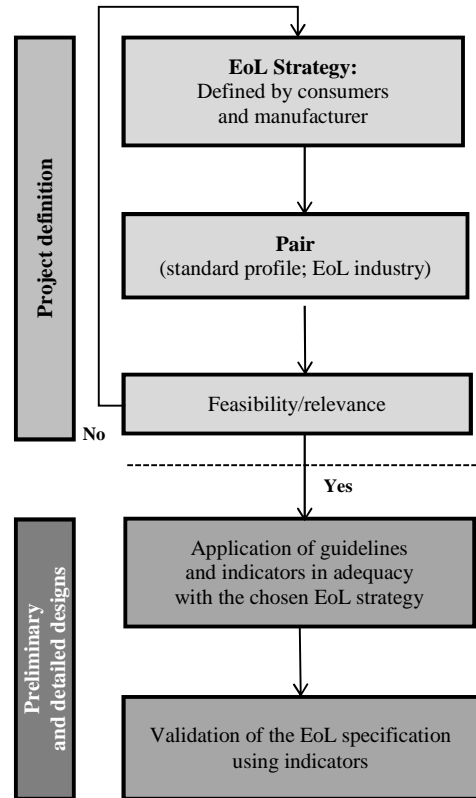 EoL Strategy:
Defined by consumers
and manufacturer
Project definition
Pair
(standard profile; EoL industry)
Feasibility/relevance
No
Yes
Preliminary
and detailed designs
Application of guidelines
and indicators in adequacy
with the chosen EoL strategy
Validation of the EoL specification
using indicators